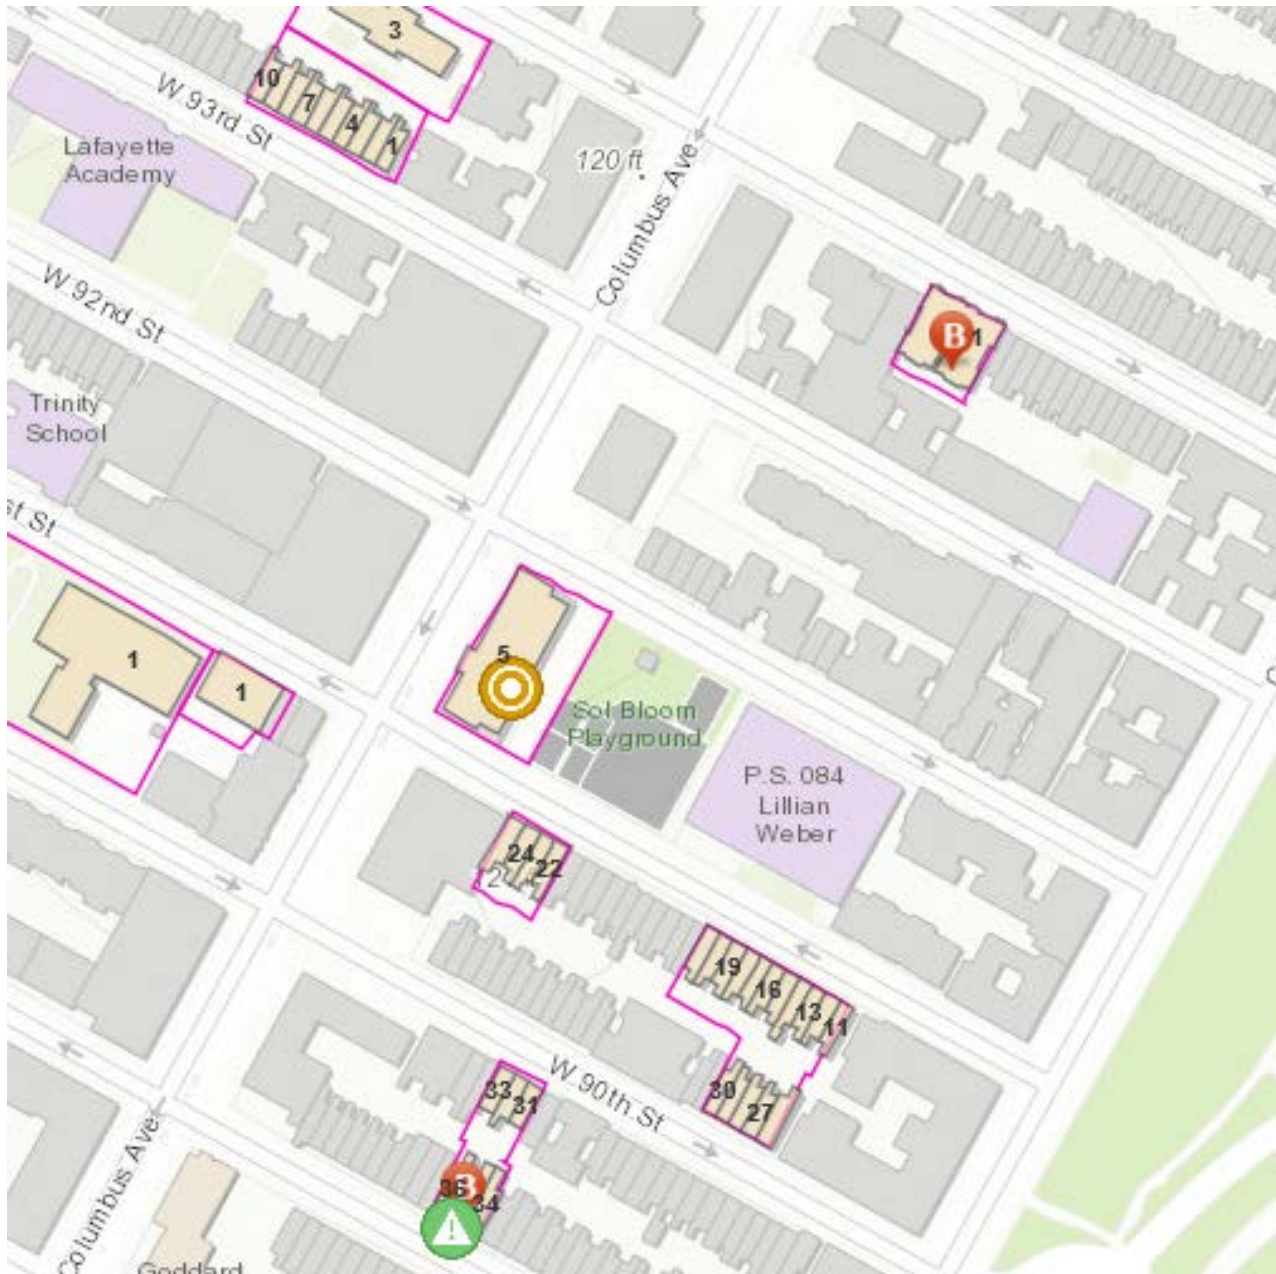 3
10
7
4
1
W 93rd St
Lafayette
Academy
120 ft
Columbus Ave
W 92nd St
B 1
Trinity
School
st St
5
1
1
Sol Bloom
Playground
P.S. 084
Lillian
Weber
24
22
19
16
13
11
30
27
W 90th St
33
31
B
36
34
Columbus Ave
Goddard